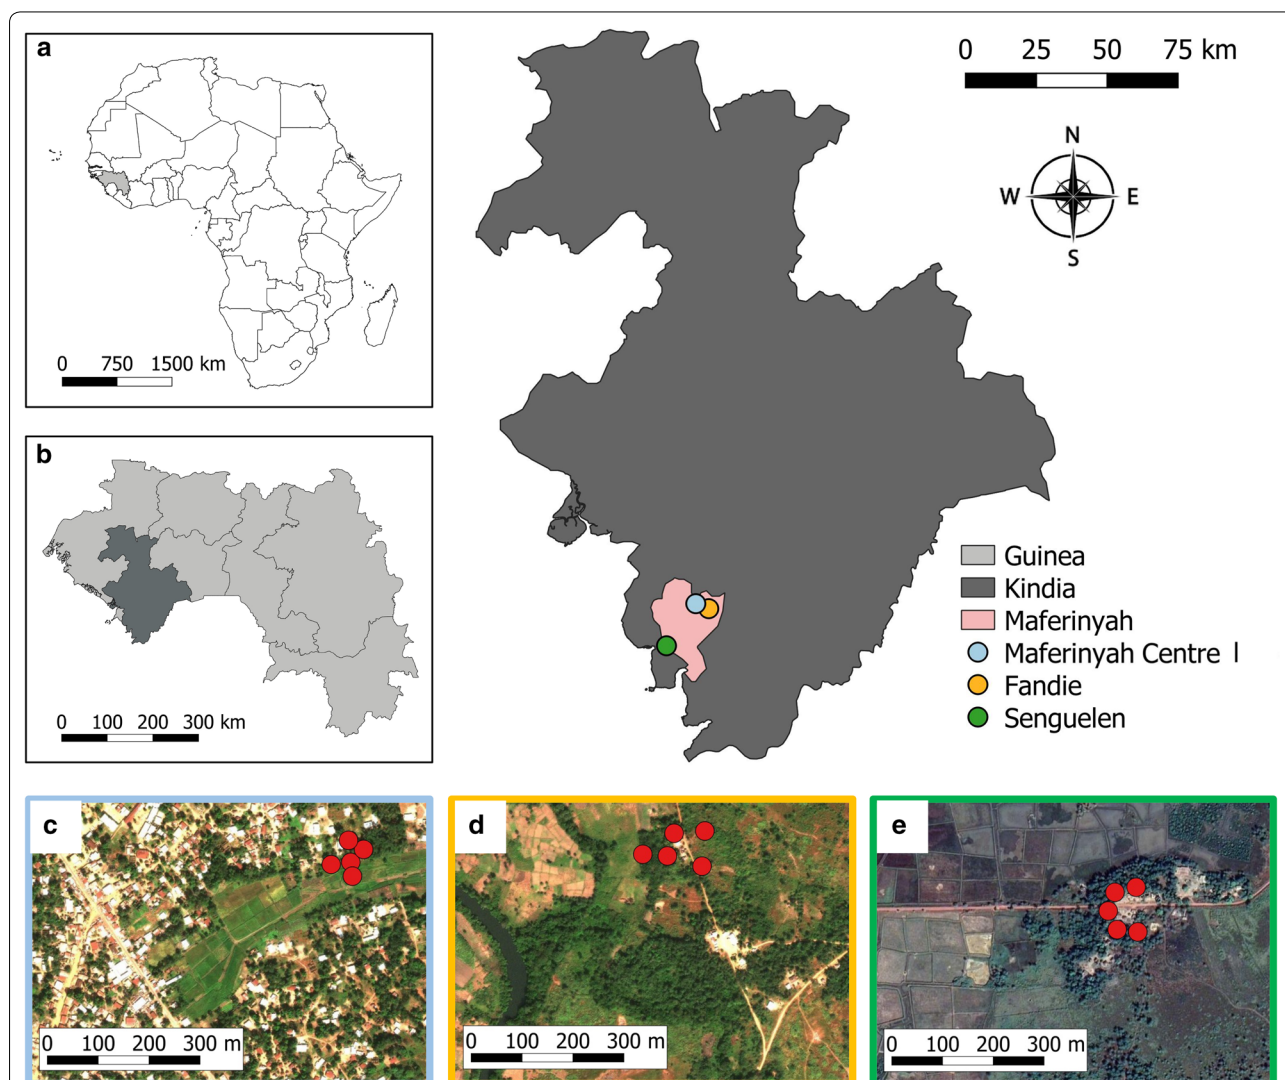 a
0 750 1500 km
b
0 100 200 300 km
0 25 50 75 km
N
W E
S
Guinea
Kindia
Maferinyah
Maferinyah Centre I
Fandie
Senguelen
c
0 100 200 300 m
d
0 100 200 300 m
e
0 100 200 300 m